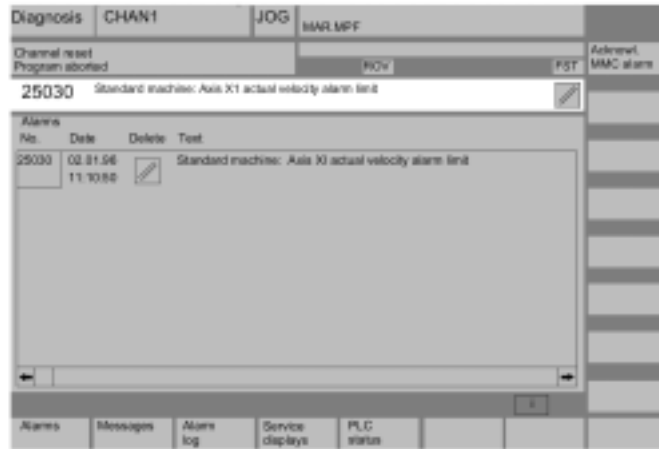 Diagnosis CHAN1 JOG MAR.MPF
Channel reset
Program aborted ROV FST
Acknowl.
MMC alarm
25030 Standard machine: Axis X1 actual velocity alarm limit
Alarms
No. Date Delete Text
25030 02.01.96 Standard machine: Axis X1 actual velocity alarm limit
11:10:50
i
Alarms Messages Alarm log Service displays PLC status